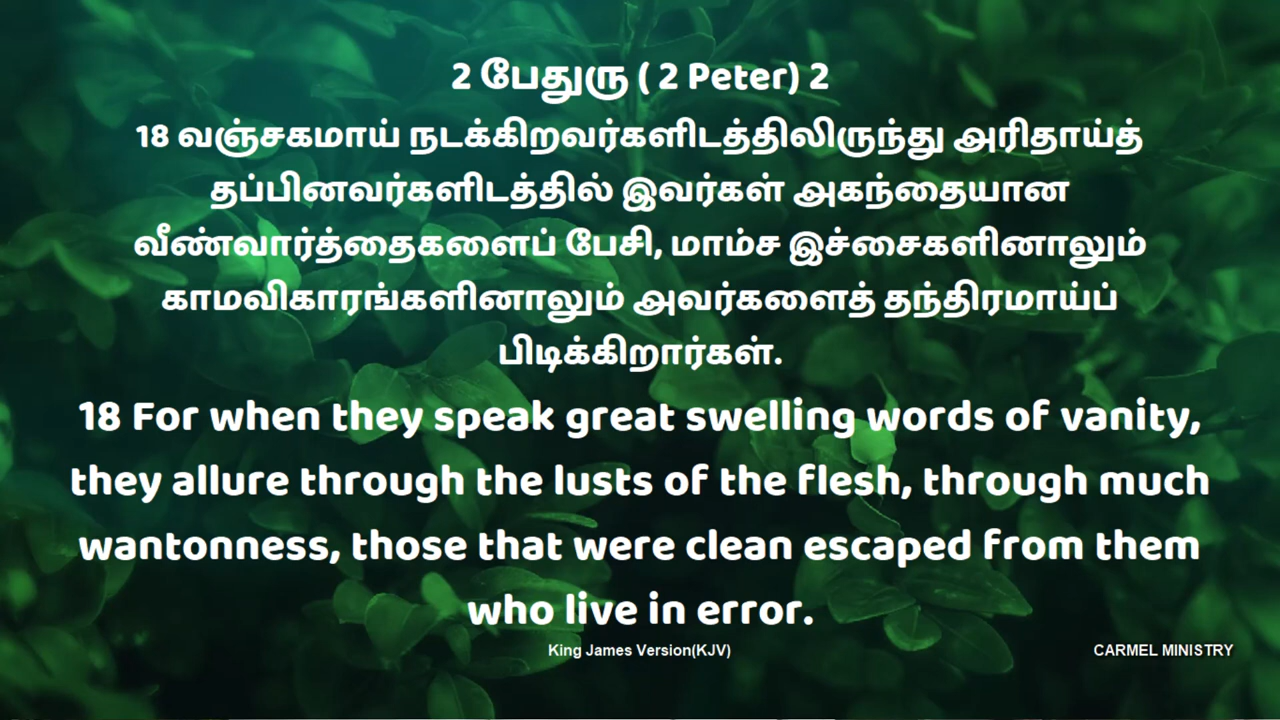 2 பேதுரு ( 2 Peter) 2
18 வஞ்சகமாய் நடக்கிறவர்களிடத்திலிருந்து அரிதாய்த்
தப்பினவர்களிடத்தில் இவர்கள் அகந்தையான
வீண்வார்த்தைகளைப் பேசி, மாம்ச இச்சைகளினாலும்
காமவிகாரங்களினாலும் அவர்களைத் தந்திரமாய்ப்
பிடிக்கிறார்கள்.
18 For when they speak great swelling words of vanity,
they allure through the lusts of the flesh, through much
wantonness, those that were clean escaped from them
who live in error.
King James Version(KJV)
CARMEL MINISTRY